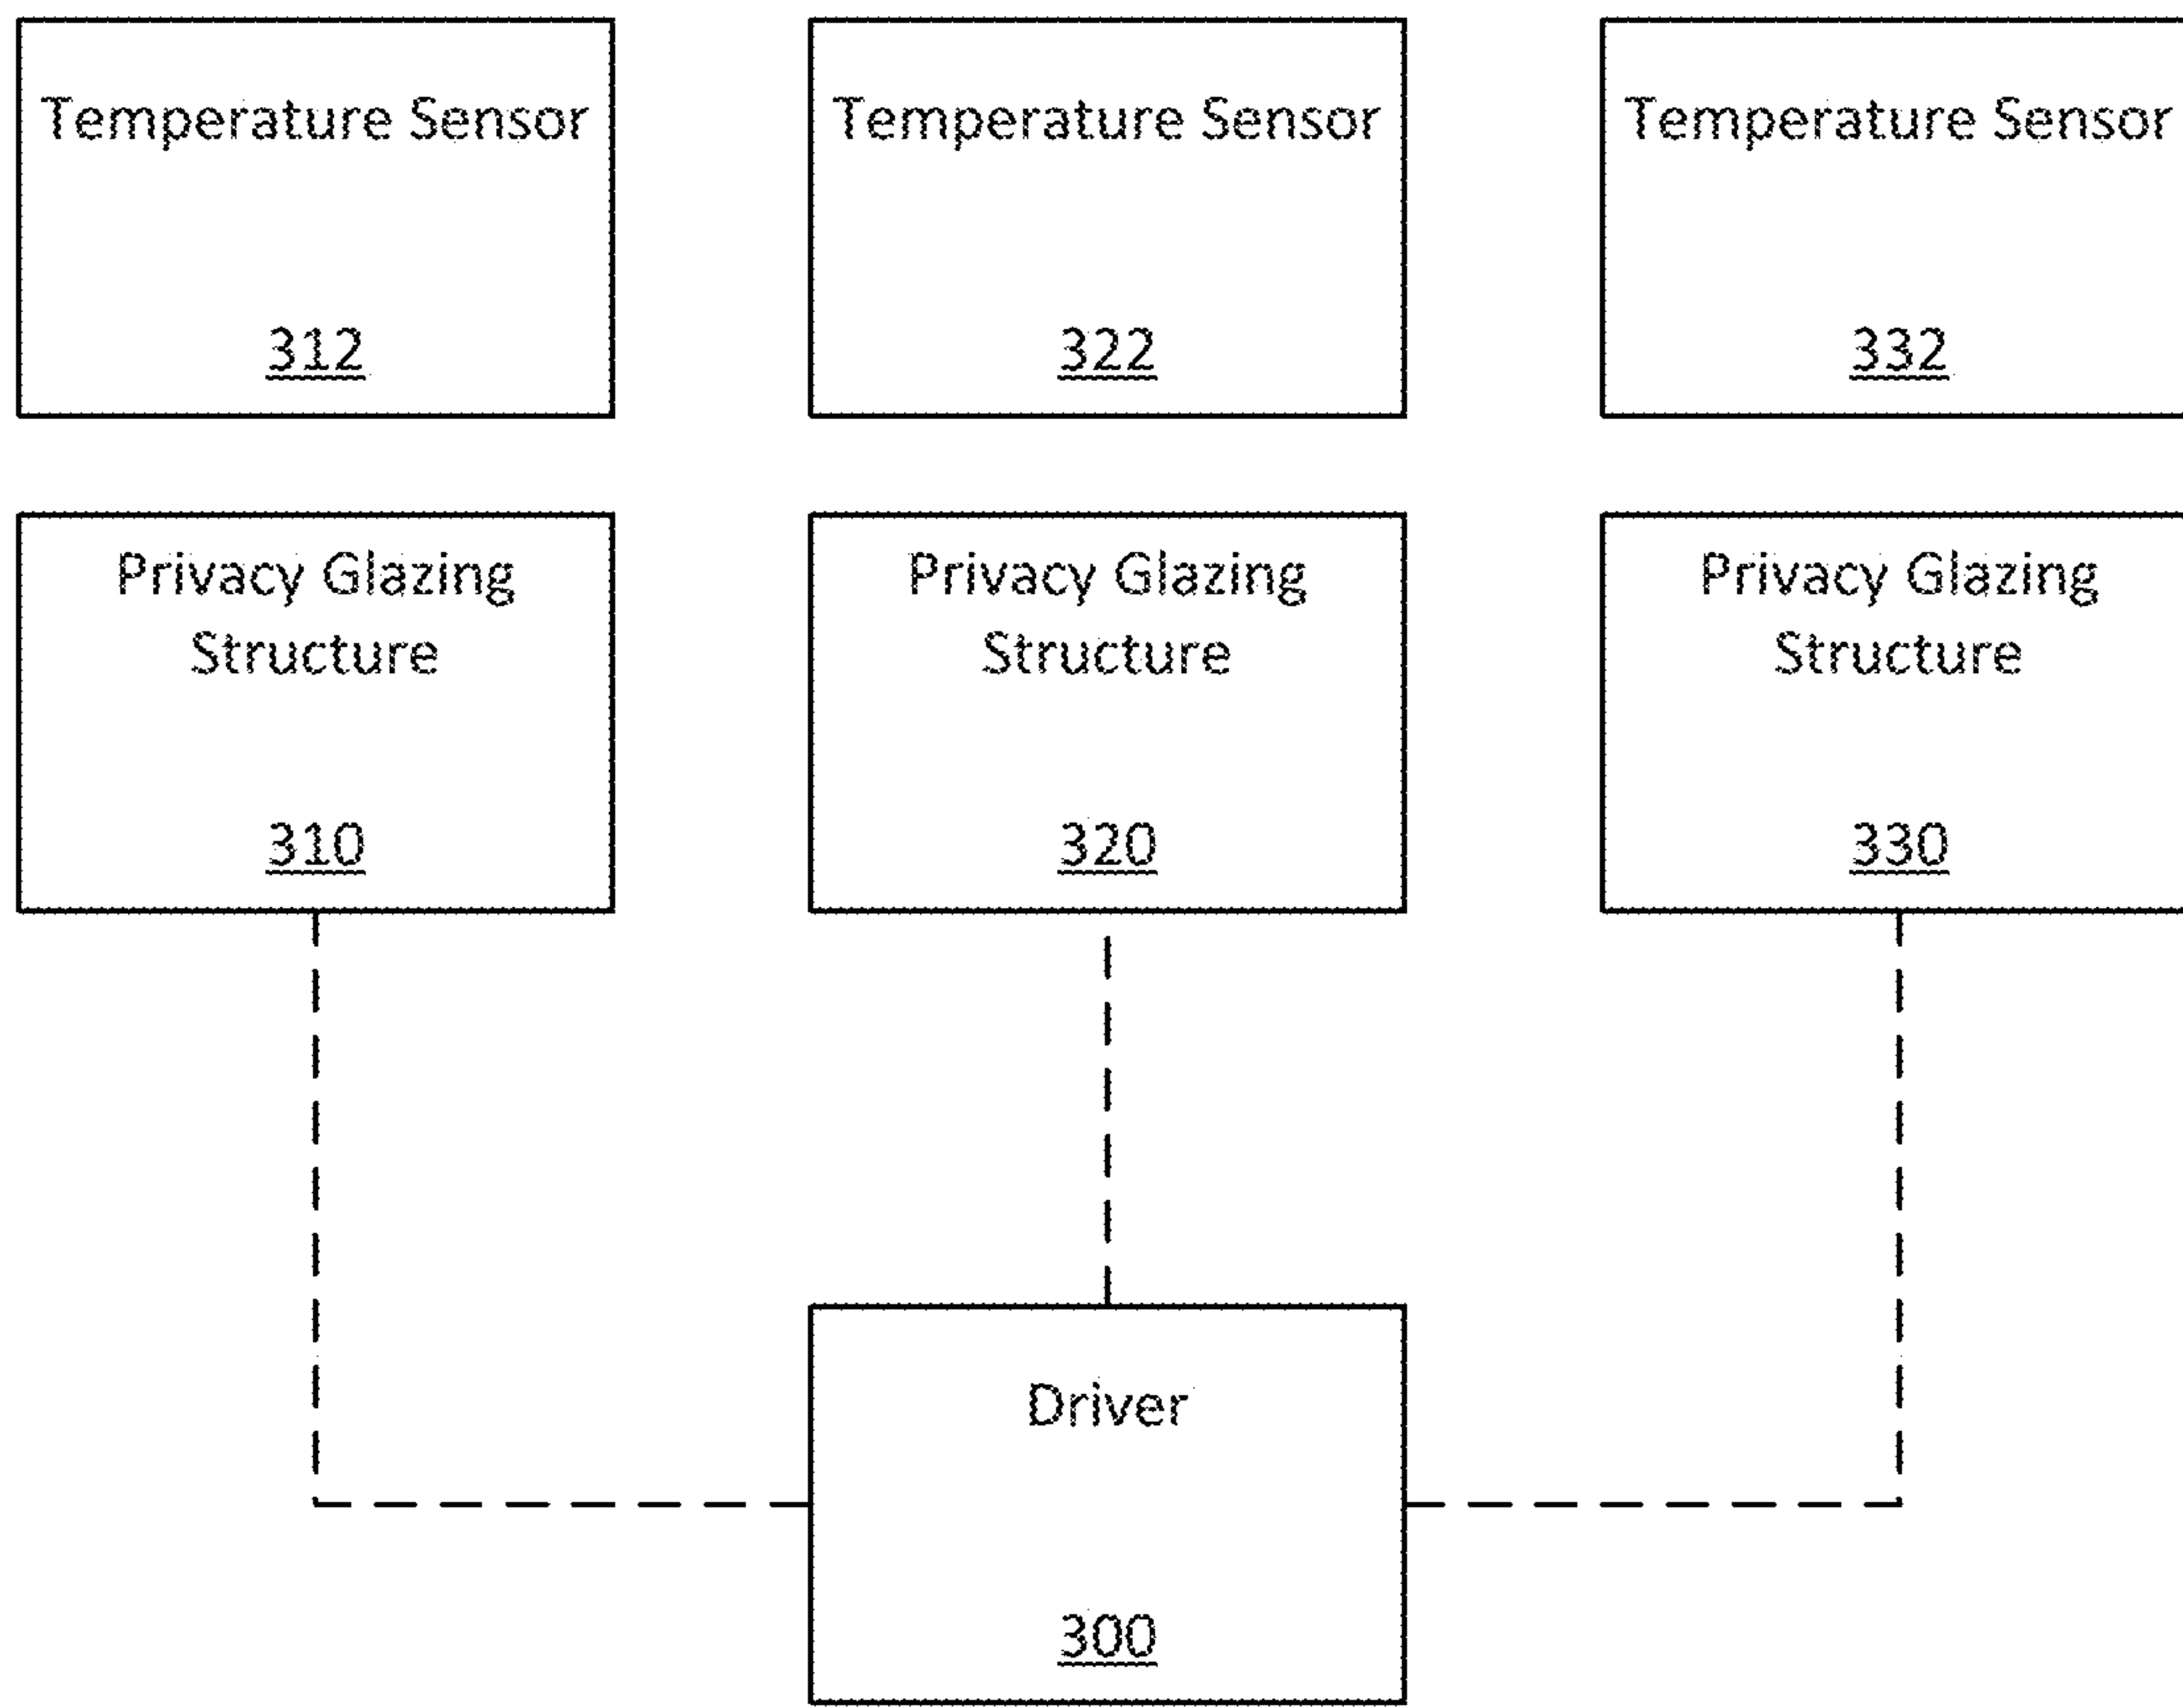 Temperature Sensor
312
Temperature Sensor
322
Temperature Sensor
332
Privacy Glazing
Structure
310
Privacy Glazing
Structure
320
Privacy Glazing
Structure
330
Driver
300